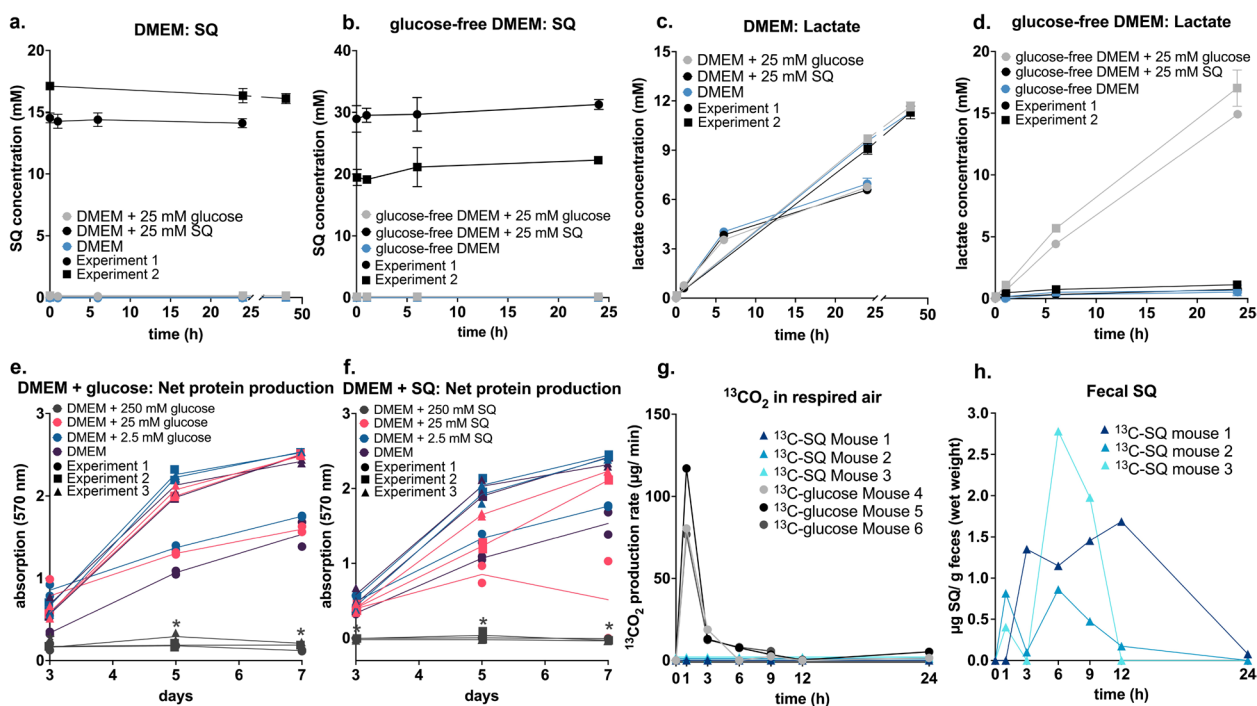 a.
DMEM: SQ
SQ concentration (mM)
20
15
10
5
0
DMEM + 25 mM glucose
DMEM + 25 mM SQ
DMEM
Experiment 1
Experiment 2
0 5 10 15 20 25 50
time (h)
b.
glucose-free DMEM: SQ
SQ concentration (mM)
40
30
20
10
0
glucose-free DMEM + 25 mM glucose
glucose-free DMEM + 25 mM SQ
glucose-free DMEM
Experiment 1
Experiment 2
0 5 10 15 20 25
time (h)
c.
DMEM: Lactate
lactate concentration (mM)
15
12
9
6
3
0
DMEM + 25 mM glucose
DMEM + 25 mM SQ
DMEM
Experiment 1
Experiment 2
0 5 10 15 20 25 50
time (h)
d.
glucose-free DMEM: Lactate
lactate concentration (mM)
20
15
10
5
0
glucose-free DMEM + 25 mM glucose
glucose-free DMEM + 25 mM SQ
glucose-free DMEM
Experiment 1
Experiment 2
0 5 10 15 20 25
time (h)
e.
DMEM + glucose: Net protein production
absorption (570 nm)
3
2
1
0
DMEM + 250 mM glucose
DMEM + 25 mM glucose
DMEM + 2.5 mM glucose
DMEM
Experiment 1
Experiment 2
Experiment 3
* *
3 4 5 6 7
days
f.
DMEM + SQ: Net protein production
absorption (570 nm)
3
2
1
0
DMEM + 250 mM SQ
DMEM + 25 mM SQ
DMEM + 2.5 mM SQ
DMEM
Experiment 1
Experiment 2
Experiment 3
* * *
3 4 5 6 7
days
g.
¹³CO₂ in respired air
¹³CO₂ production rate (µg/ min)
150
100
50
0
¹³C-SQ Mouse 1
¹³C-SQ Mouse 2
¹³C-SQ Mouse 3
¹³C-glucose Mouse 4
¹³C-glucose Mouse 5
¹³C-glucose Mouse 6
0 1 3 6 9 12 24
time (h)
h.
Fecal SQ
µg SQ/ g feces (wet weight)
3.0
2.5
2.0
1.5
1.0
0.5
0.0
¹³C-SQ mouse 1
¹³C-SQ mouse 2
¹³C-SQ mouse 3
0 1 3 6 9 12 24
time (h)